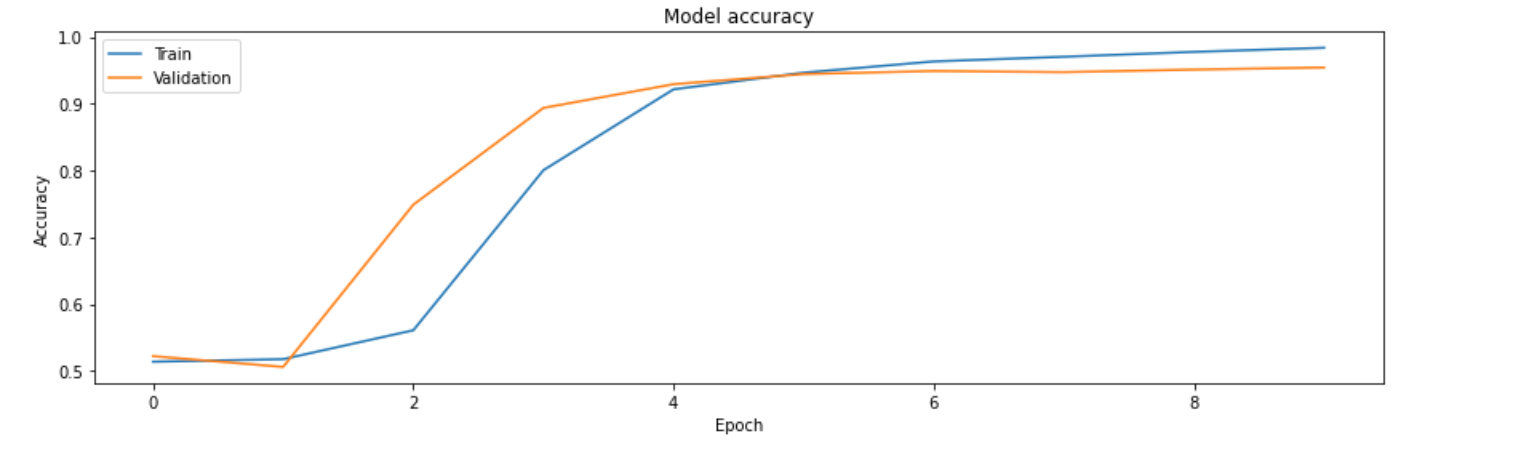 Model accuracy
Train
Validation
1.0
0.9
0.8
0.7
0.6
0.5
Accuracy
0 2 4 6 8
Epoch